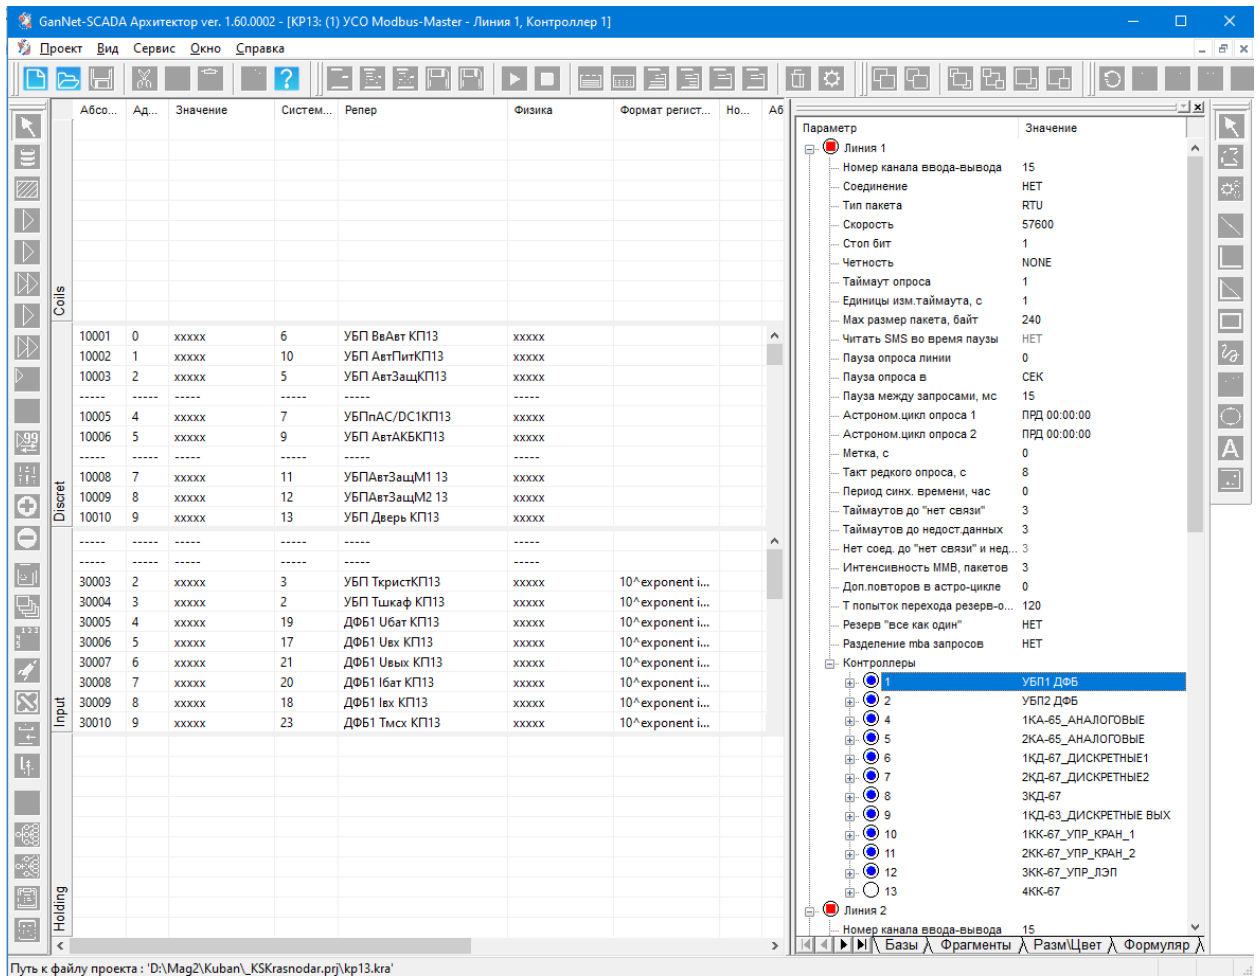 GanNet-SCADA Архитектор ver. 1.60.0002 - [KP13: (1) УСО Modbus-Master - Линия 1, Контроллер 1]
Проект Вид Сервис Окно Справка
Абсо... Ад... Значение Систем... Репер Физика Формат регист... Но... Аб
Coils
10001 0 xxxxx 6 УБП ВвАвт КП13 xxxxx
10002 1 xxxxx 10 УБП АвтПитКП13 xxxxx
10003 2 xxxxx 5 УБП АвтЗащКП13 xxxxx
----- ----- ----- ----- ----- -----
10005 4 xxxxx 7 УБПпАС/DC1КП13 xxxxx
10006 5 xxxxx 9 УБП АвтАКБКП13 xxxxx
----- ----- ----- ----- ----- -----
10008 7 xxxxx 11 УБПАвтЗащМ1 13 xxxxx
10009 8 xxxxx 12 УБПАвтЗащМ2 13 xxxxx
10010 9 xxxxx 13 УБП Дверь КП13 xxxxx
Discret
----- ----- ----- ----- ----- -----
----- ----- ----- ----- ----- -----
30003 2 xxxxx 3 УБП ТкристКП13 xxxxx 10^exponent i...
30004 3 xxxxx 2 УБП Тшкаф КП13 xxxxx 10^exponent i...
30005 4 xxxxx 19 ДФБ1 Uбат КП13 xxxxx 10^exponent i...
30006 5 xxxxx 17 ДФБ1 Uвх КП13 xxxxx 10^exponent i...
30007 6 xxxxx 21 ДФБ1 Uвых КП13 xxxxx 10^exponent i...
30008 7 xxxxx 20 ДФБ1 Iбат КП13 xxxxx 10^exponent i...
30009 8 xxxxx 18 ДФБ1 Iвх КП13 xxxxx 10^exponent i...
30010 9 xxxxx 23 ДФБ1 Тмсх КП13 xxxxx 10^exponent i...
Input
Holding
Параметр Значение
Линия 1
Номер канала ввода-вывода 15
Соединение НЕТ
Тип пакета RTU
Скорость 57600
Стоп бит 1
Четность NONE
Таймаут опроса 1
Единицы изм.таймаута, с 1
Мах размер пакета, байт 240
Читать SMS во время паузы НЕТ
Пауза опроса линии 0
Пауза опроса в СЕК
Пауза между запросами, мс 15
Астроном.цикл опроса 1 ПРД 00:00:00
Астроном.цикл опроса 2 ПРД 00:00:00
Метка, с 0
Такт редкого опроса, с 8
Период синх. времени, час 0
Таймаутов до "нет связи" 3
Таймаутов до недост.данных 3
Нет соед. до "нет связи" и нед... 3
Интенсивность ММВ, пакетов 3
Доп.повторов в астро-цикле 0
Т попыток перехода резерв-о... 120
Резерв "все как один" НЕТ
Разделение mba запросов НЕТ
Контроллеры
1 УБП1 ДФБ
2 УБП2 ДФБ
4 1КА-65_АНАЛОГОВЫЕ
5 2КА-65_АНАЛОГОВЫЕ
6 1КД-67_ДИСКРЕТНЫЕ1
7 2КД-67_ДИСКРЕТНЫЕ2
8 3КД-67
9 1КД-63_ДИСКРЕТНЫЕ ВЫХ
10 1КК-67_УПР_КРАН_1
11 2КК-67_УПР_КРАН_2
12 3КК-67_УПР_ЛЭП
13 4КК-67
Линия 2
Номер канала ввода-вывода 15
Базы Фрагменты Разм\Цвет Формуляр
Путь к файлу проекта : 'D:\Mag2\Kuban\_KSKrasnodar.prj\kp13.kra'